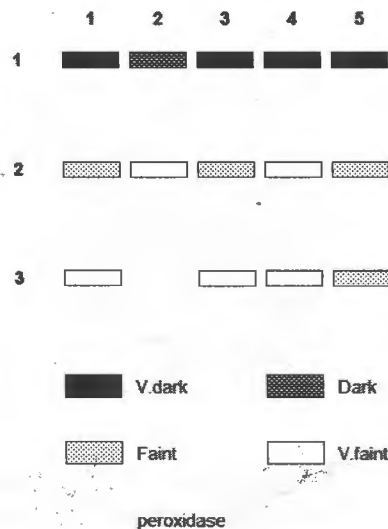 1 2 3 4 5
1
2
3
V.dark Dark
Faint V.faint
peroxidase